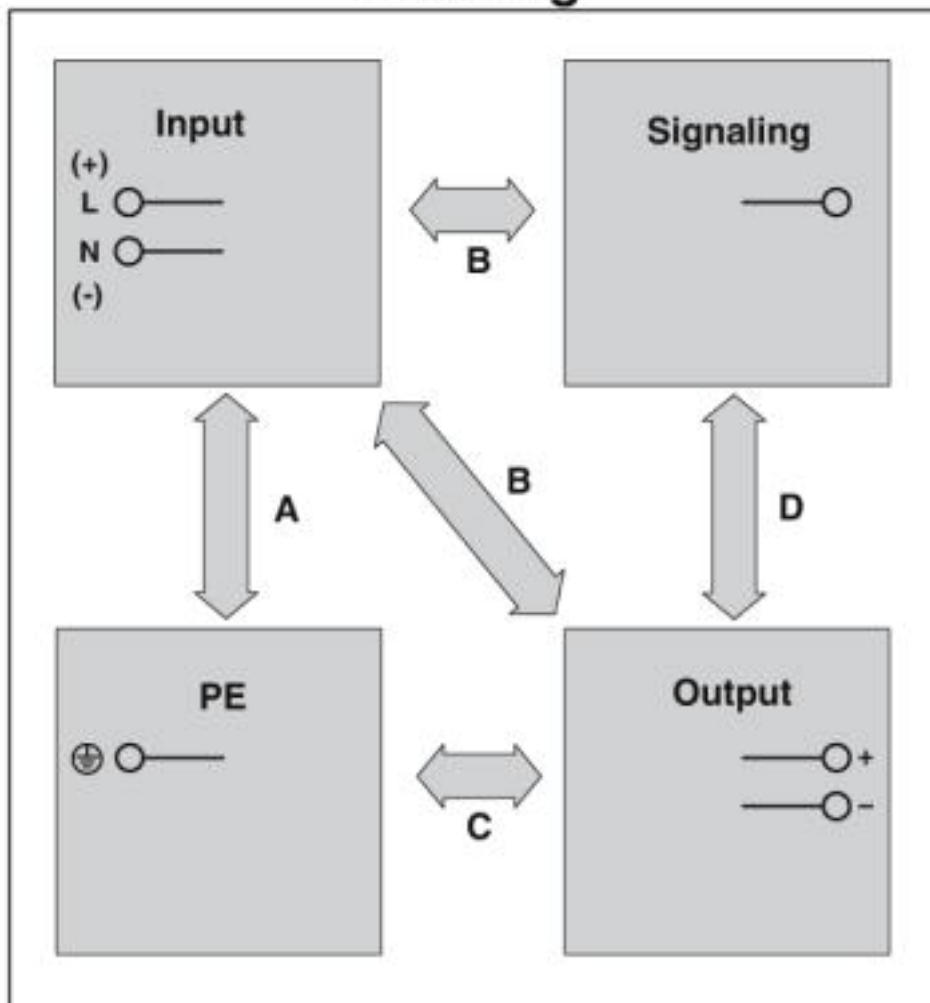 Input
(+)
L
N
(-)
Signaling
B
A
B
D
PE
Output
+
–
C